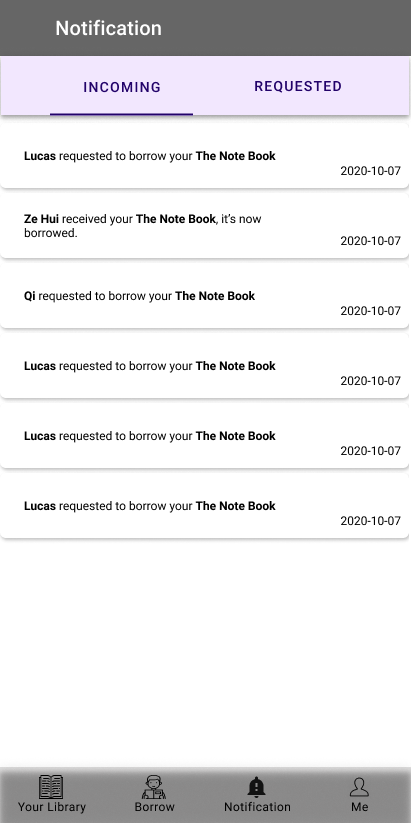 Notification
INCOMING
REQUESTED
Lucas requested to borrow your The Note Book
2020-10-07
Ze Hui received your The Note Book, it's now
borrowed.
2020-10-07
Qi requested to borrow your The Note Book
2020-10-07
Lucas requested to borrow your The Note Book
2020-10-07
Lucas requested to borrow your The Note Book
2020-10-07
Lucas requested to borrow your The Note Book
2020-10-07
Your Library
Borrow
Notification
Me